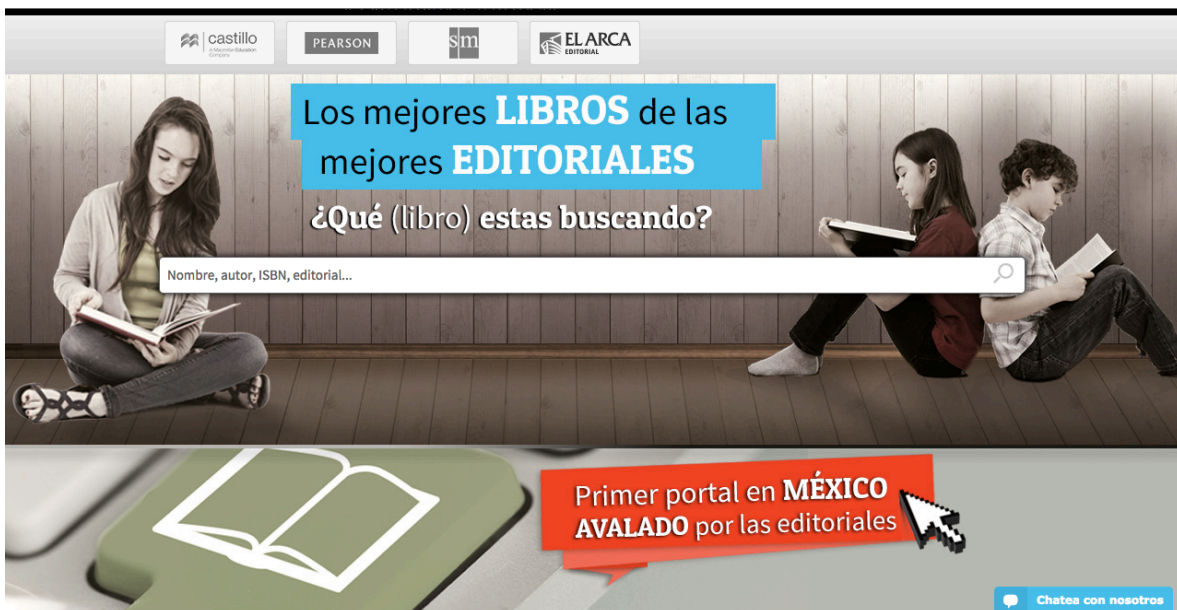 castillo
A Macmillan Education
Company
PEARSON
sm
EL ARCA
EDITORIAL
Los mejores LIBROS de las
mejores EDITORIALES
¿Qué (libro) estas buscando?
Nombre, autor, ISBN, editorial...
Primer portal en MÉXICO
AVALADO por las editoriales
Chatea con nosotros